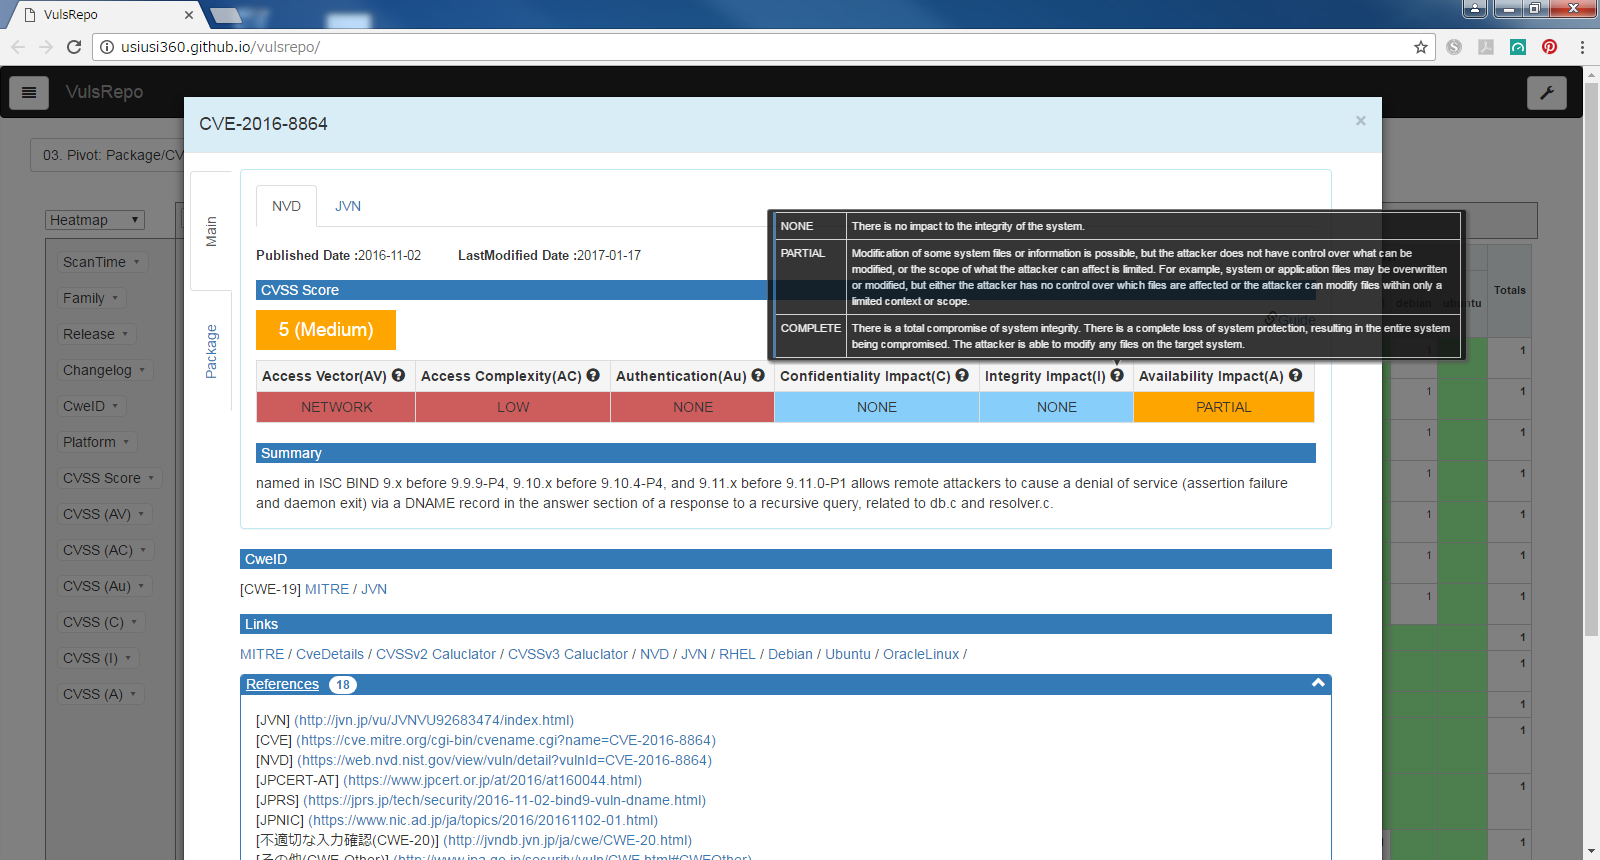 VulsRepo
usiusi360.github.io/vulsrepo/
VulsRepo
CVE-2016-8864
×
03. Pivot: Package/CV
Heatmap
ScanTime
Family
Release
Changelog
CweID
Platform
CVSS Score
CVSS (AV)
CVSS (AC)
CVSS (Au)
CVSS (C)
CVSS (I)
CVSS (A)
Main
Package
NVD
JVN
Published Date :2016-11-02
LastModified Date :2017-01-17
NONE There is no impact to the integrity of the system.
PARTIAL Modification of some system files or information is possible, but the attacker does not have control over what can be
modified, or the scope of what the attacker can affect is limited. For example, system or application files may be overwritten
or modified, but either the attacker has no control over which files are affected or the attacker can modify files within only a
limited context or scope.
COMPLETE There is a total compromise of system integrity. There is a complete loss of system protection, resulting in the entire system
being compromised. The attacker is able to modify any files on the target system.
CVSS Score
Guide
5 (Medium)
Access Vector(AV) Access Complexity(AC) Authentication(Au) Confidentiality Impact(C) Integrity Impact(I) Availability Impact(A)
NETWORK LOW NONE NONE NONE PARTIAL
Summary
named in ISC BIND 9.x before 9.9.9-P4, 9.10.x before 9.10.4-P4, and 9.11.x before 9.11.0-P1 allows remote attackers to cause a denial of service (assertion failure
and daemon exit) via a DNAME record in the answer section of a response to a recursive query, related to db.c and resolver.c.
CweID
[CWE-19] MITRE / JVN
Links
MITRE / CveDetails / CVSSv2 Caluclator / CVSSv3 Caluclator / NVD / JVN / RHEL / Debian / Ubuntu / OracleLinux /
References 18
[JVN] (http://jvn.jp/vu/JVNVU92683474/index.html)
[CVE] (https://cve.mitre.org/cgi-bin/cvename.cgi?name=CVE-2016-8864)
[NVD] (https://web.nvd.nist.gov/view/vuln/detail?vulnId=CVE-2016-8864)
[JPCERT-AT] (https://www.jpcert.or.jp/at/2016/at160044.html)
[JPRS] (https://jprs.jp/tech/security/2016-11-02-bind9-vuln-dname.html)
[JPNIC] (https://www.nic.ad.jp/ja/topics/2016/20161102-01.html)
[不適切な入力確認(CWE-20)] (http://jvndb.jvn.jp/ja/cwe/CWE-20.html)
[その他(CWE-Other)] (http://www.ipa.go.jp/security/vuln/CWE.html#CWEOther)
debian ubuntu Totals
1 1
1 1
1 1
1 1
1 1
1 1
1 1
1
1
1
1
1
1